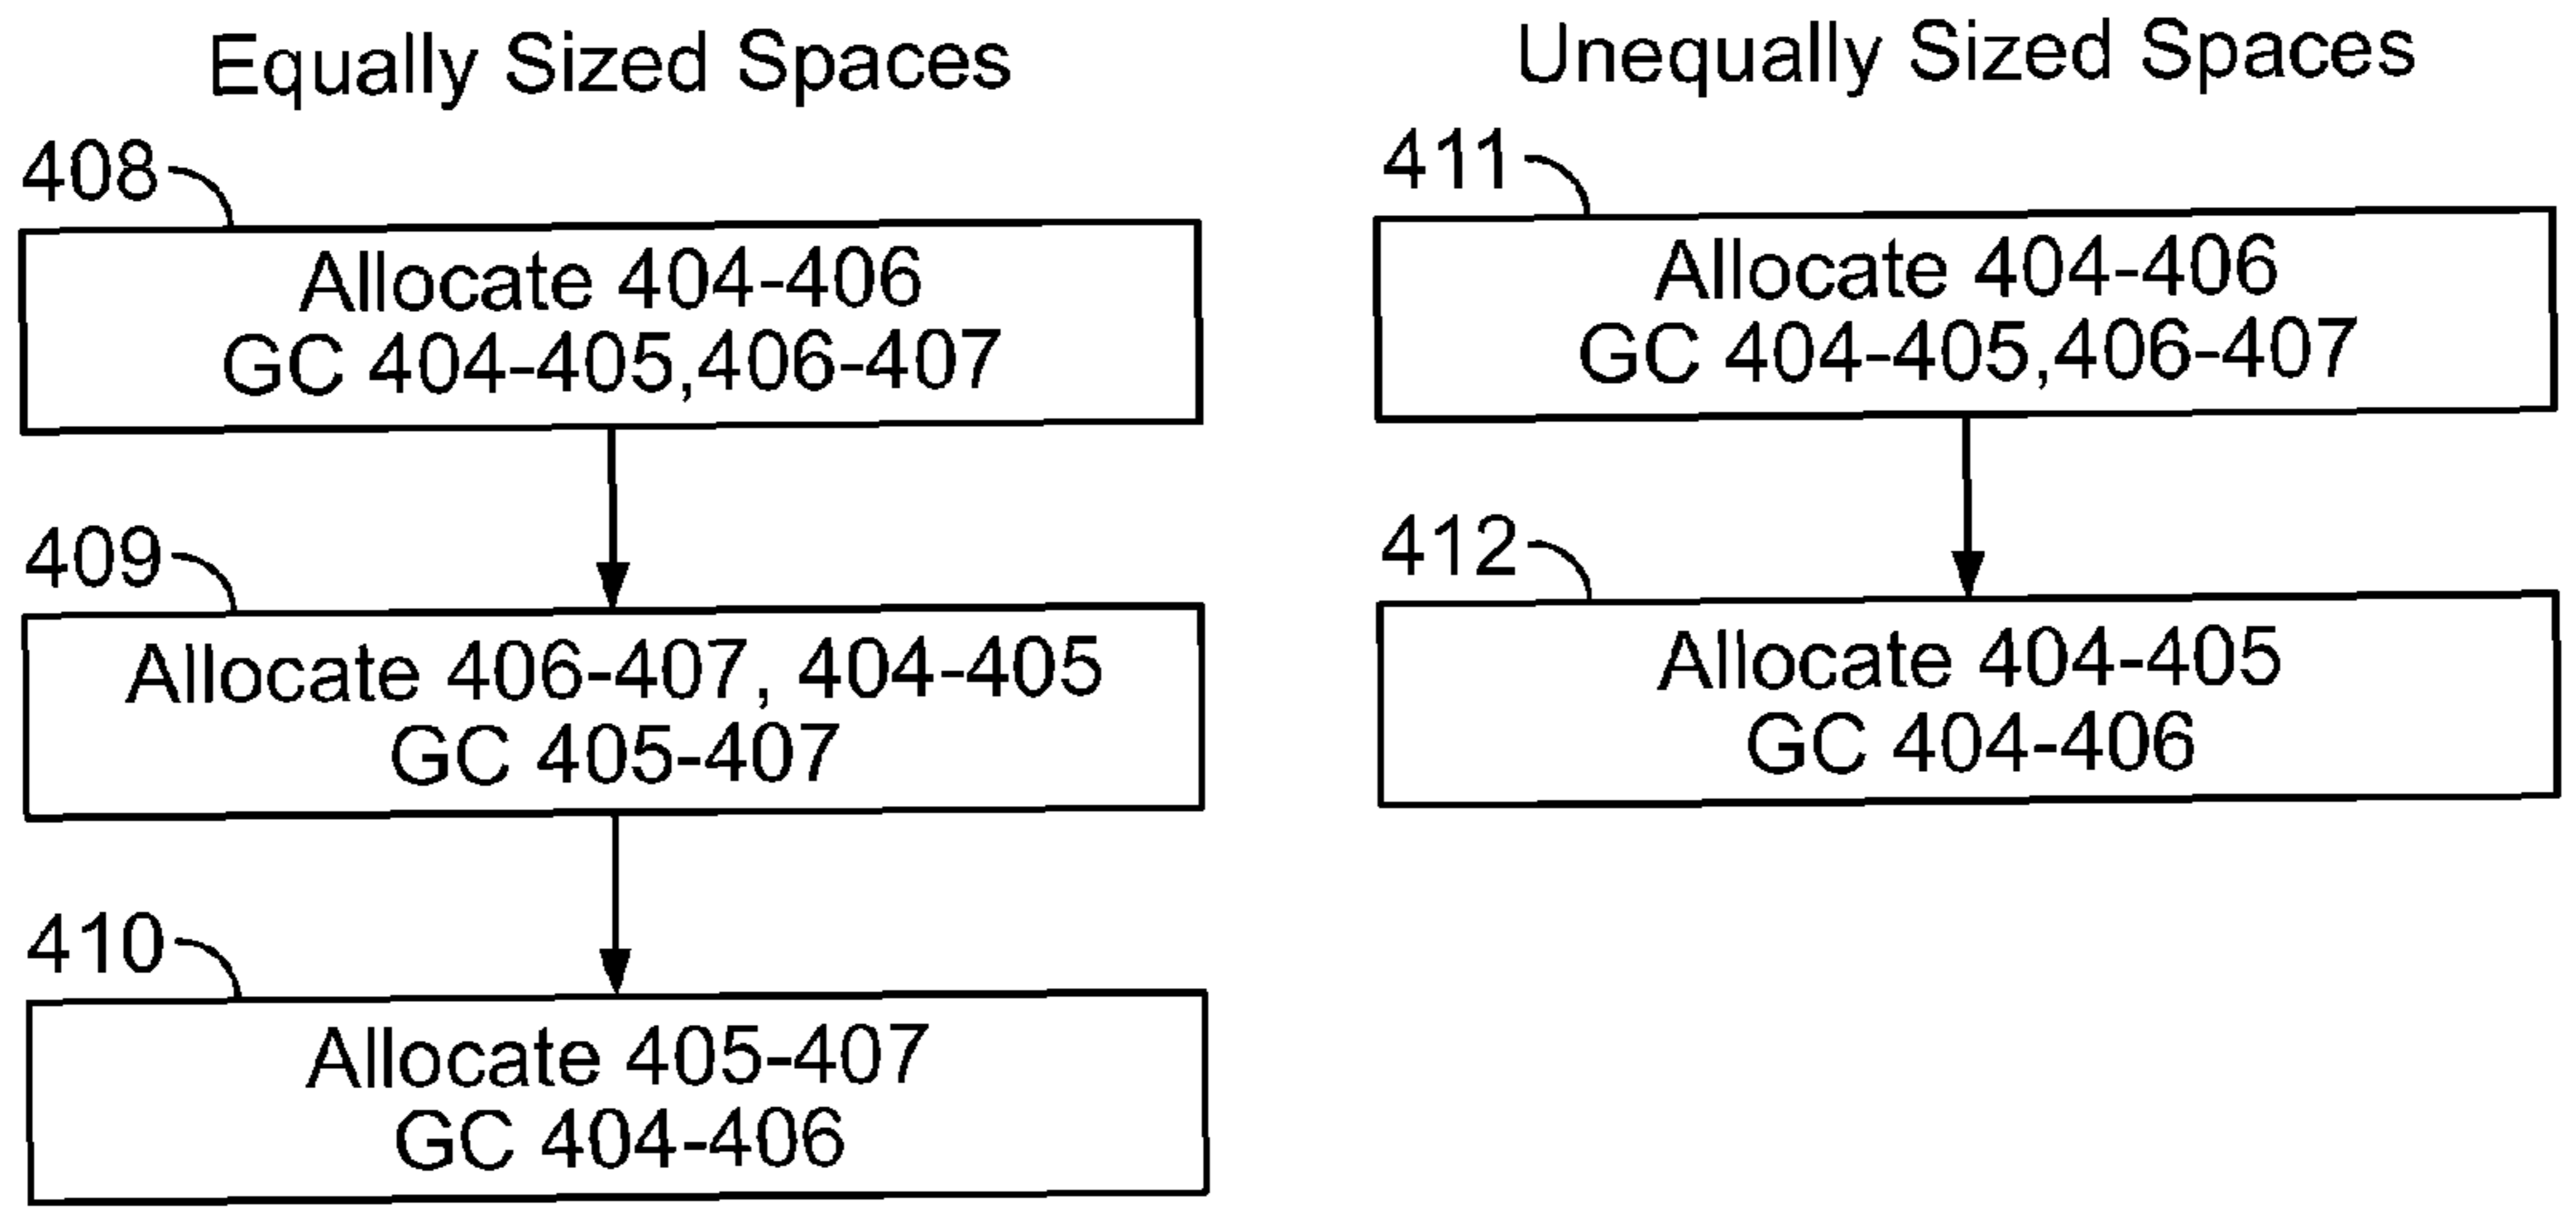 Equally Sized Spaces
408
Allocate 404-406
GC 404-405,406-407
409
Allocate 406-407, 404-405
GC 405-407
410
Allocate 405-407
GC 404-406
Unequally Sized Spaces
411
Allocate 404-406
GC 404-405,406-407
412
Allocate 404-405
GC 404-406